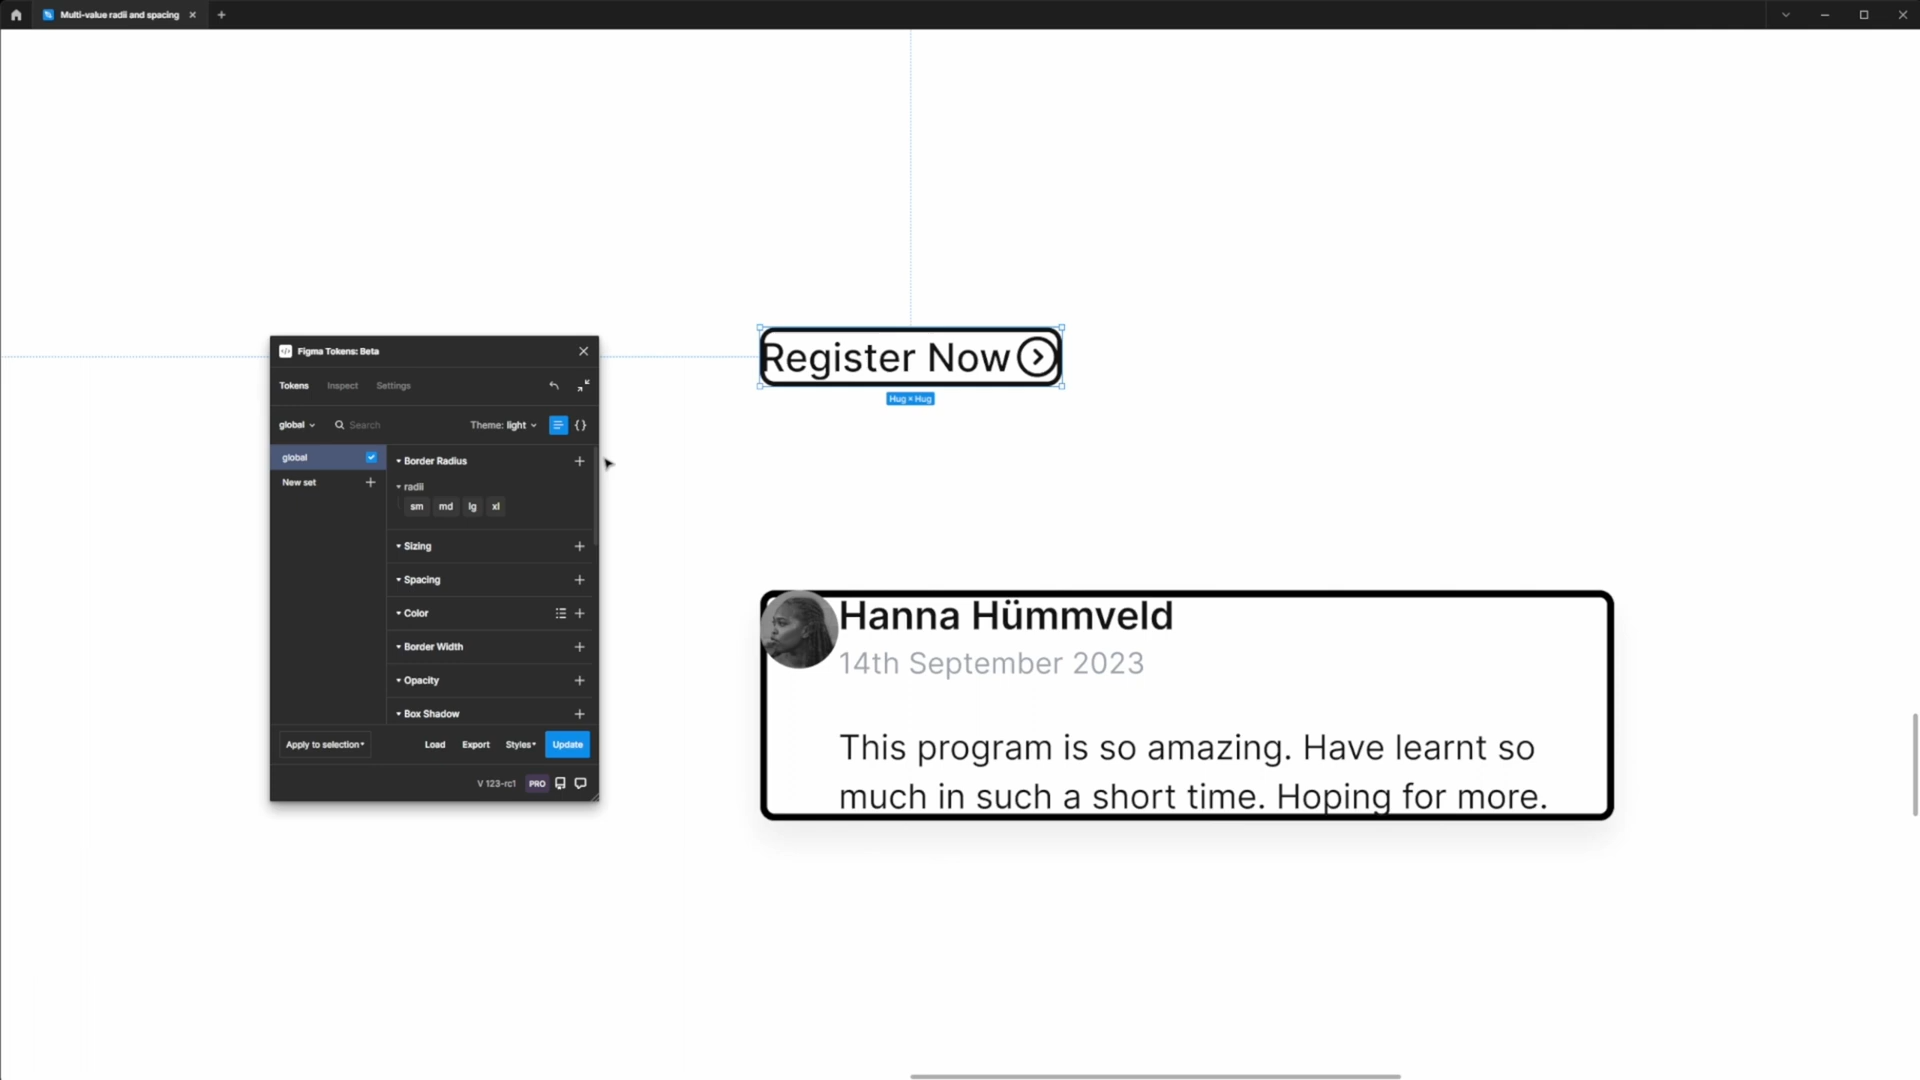 Multi-value radii and spacing
Figma Tokens: Beta
Tokens Inspect Settings
global Search Theme: light
global
New set
Border Radius
radii
sm md lg xl
Sizing
Spacing
Color
Border Width
Opacity
Box Shadow
Apply to selection
Load Export Styles Update
V 123-rc1 PRO
Register Now
Hug × Hug
Hanna Hümmveld
14th September 2023
This program is so amazing. Have learnt so
much in such a short time. Hoping for more.